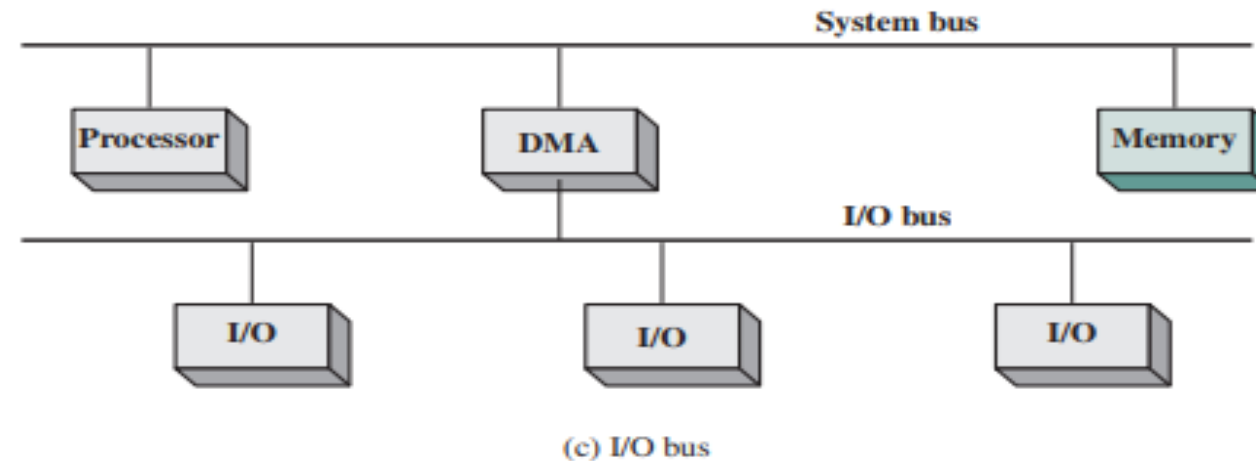 System bus
Processor
DMA
Memory
I/O bus
I/O
I/O
I/O
(c) I/O bus